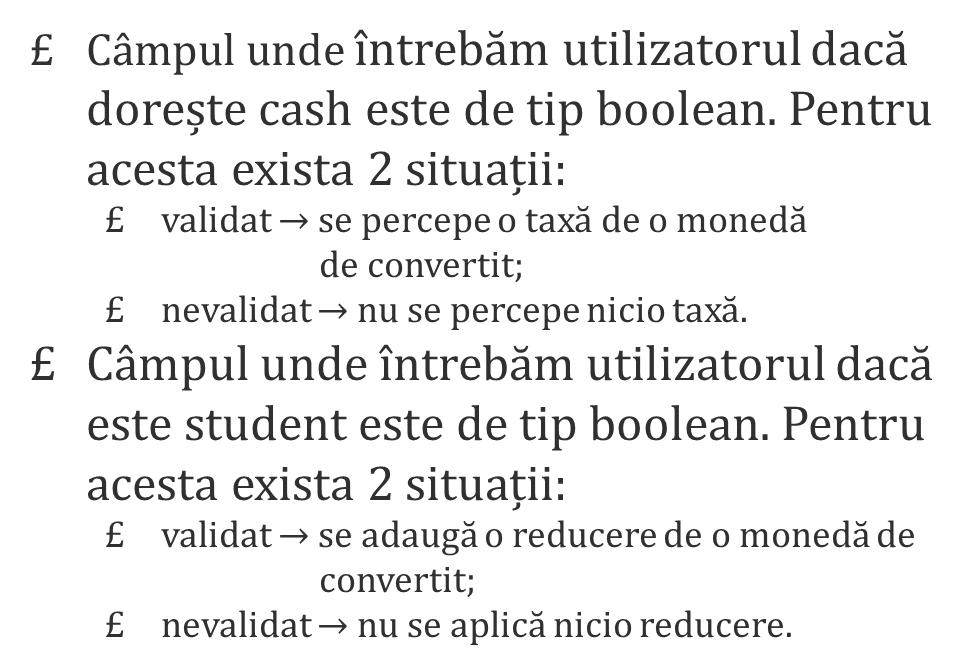 £ Câmpul unde întrebăm utilizatorul dacă
dorește cash este de tip boolean. Pentru
acesta exista 2 situații:
£ validat → se percepe o taxă de o monedă
de convertit;
£ nevalidat → nu se percepe nicio taxă.
£ Câmpul unde întrebăm utilizatorul dacă
este student este de tip boolean. Pentru
acesta exista 2 situații:
£ validat → se adaugă o reducere de o monedă de
convertit;
£ nevalidat → nu se aplică nicio reducere.